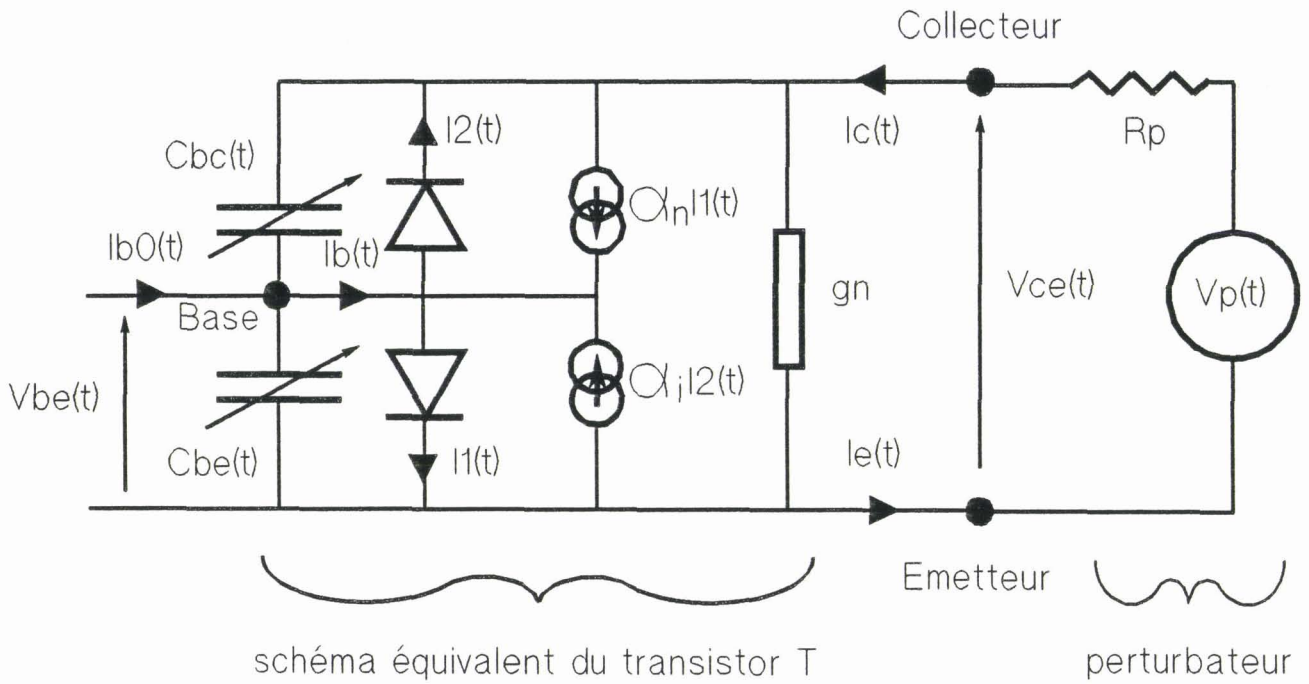 Collecteur
I2(t)
Ic(t)
Rp
Cbc(t)
αnI1(t)
Ib0(t)
Ib(t)
gn
Vce(t)
Vp(t)
Base
αiI2(t)
Vbe(t)
Cbe(t)
I1(t)
Ie(t)
Emetteur
schéma équivalent du transistor T
perturbateur